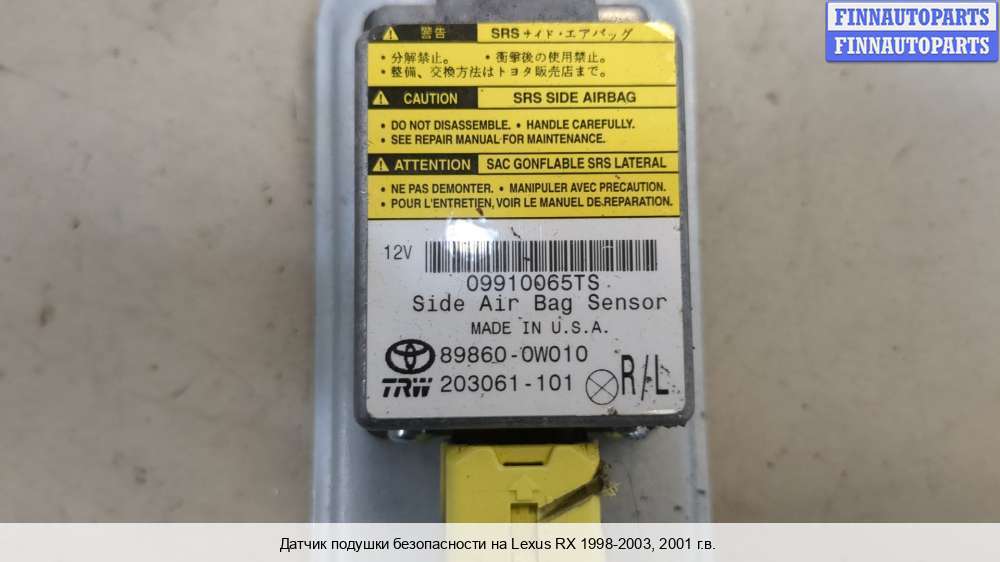 FINNAUTOPARTS
FINNAUTOPARTS
警告 SRSサイド・エアバッグ
・分解禁止。 ・衝撃後の使用禁止。
・整備、交換方法はトヨタ販売店まで。
CAUTION SRS SIDE AIRBAG
• DO NOT DISASSEMBLE. • HANDLE CAREFULLY.
• SEE REPAIR MANUAL FOR MAINTENANCE.
ATTENTION SAC GONFLABLE SRS LATERAL
• NE PAS DEMONTER. • MANIPULER AVEC PRECAUTION.
• POUR L'ENTRETIEN, VOIR LE MANUEL DE REPARATION.
12V
09910065TS
Side Air Bag Sensor
MADE IN U.S.A.
89860-0W010
TRW 203061-101 R/L
Датчик подушки безопасности на Lexus RX 1998-2003, 2001 г.в.